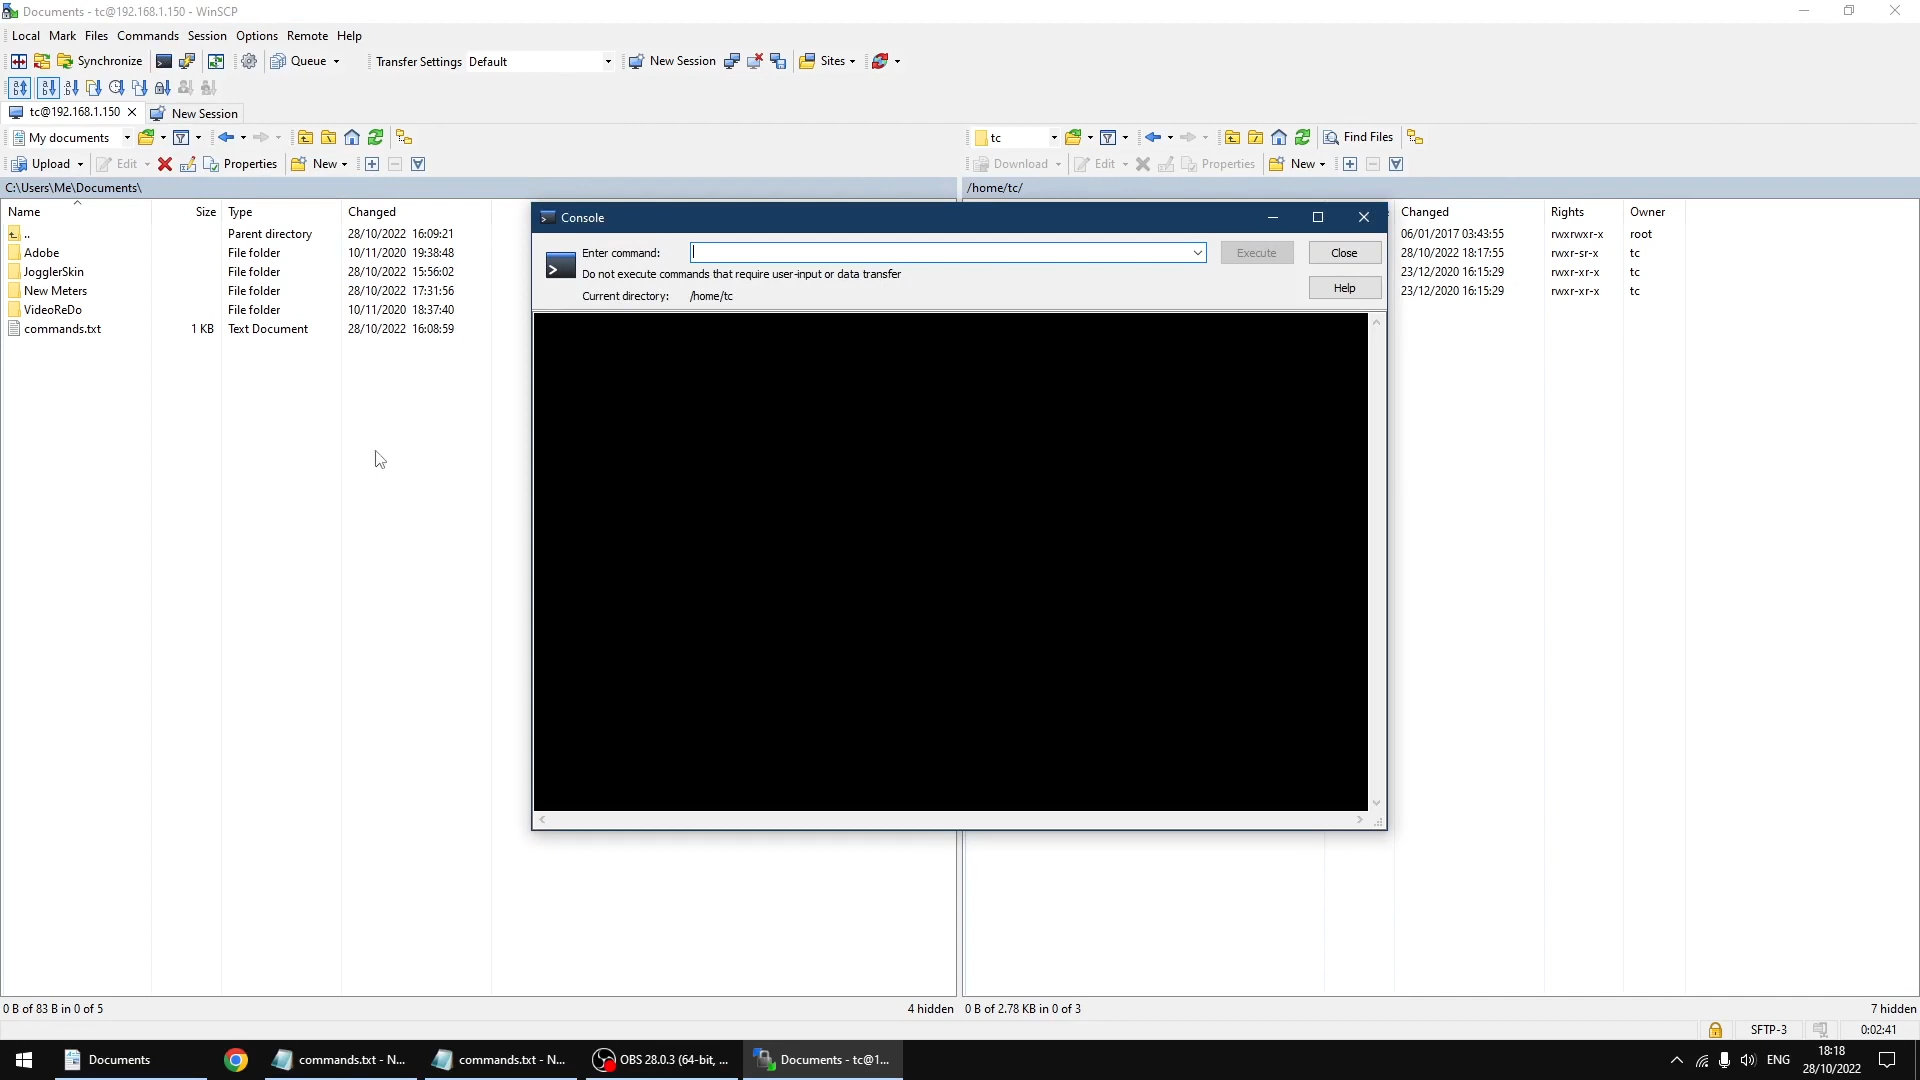 Documents - tc@192.168.1.150 - WinSCP
Local Mark Files Commands Session Options Remote Help
Synchronize Queue Transfer Settings Default New Session Sites
tc@192.168.1.150 New Session
My documents tc Find Files
Upload Edit Properties New Download Edit Properties New
C:\Users\Me\Documents\ /home/tc/
Name Size Type Changed Changed Rights Owner
.. Parent directory 28/10/2022 16:09:21 06/01/2017 03:43:55 rwxrwxr-x root
Adobe File folder 10/11/2020 19:38:48 28/10/2022 18:17:55 rwxr-sr-x tc
JogglerSkin File folder 28/10/2022 15:56:02 23/12/2020 16:15:29 rwxr-xr-x tc
New Meters File folder 28/10/2022 17:31:56 23/12/2020 16:15:29 rwxr-xr-x tc
VideoReDo File folder 10/11/2020 18:37:40
commands.txt 1 KB Text Document 28/10/2022 16:08:59
Console
Enter command: Execute Close
Do not execute commands that require user-input or data transfer
Current directory: /home/tc Help
0 B of 83 B in 0 of 5 4 hidden 0 B of 2.78 KB in 0 of 3 7 hidden
SFTP-3 0:02:41
Documents commands.txt - N... commands.txt - N... OBS 28.0.3 (64-bit, ... Documents - tc@1... ENG 18:18
28/10/2022